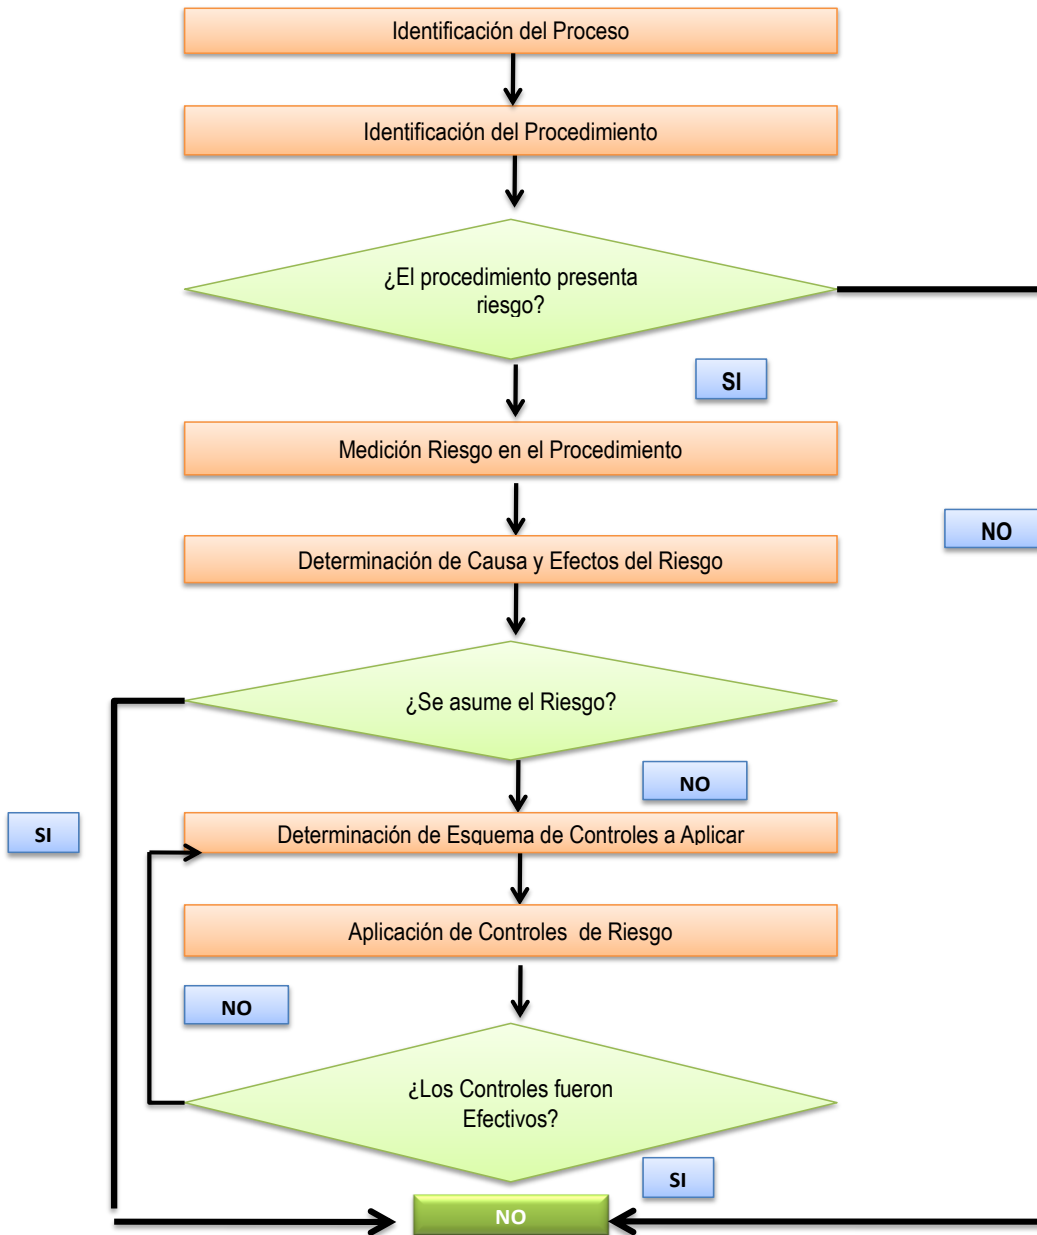 Identificación del Proceso
Identificación del Procedimiento
¿El procedimiento presenta
riesgo?
SI
Medición Riesgo en el Procedimiento
NO
Determinación de Causa y Efectos del Riesgo
¿Se asume el Riesgo?
NO
SI
Determinación de Esquema de Controles a Aplicar
Aplicación de Controles de Riesgo
NO
¿Los Controles fueron
Efectivos?
SI
NO